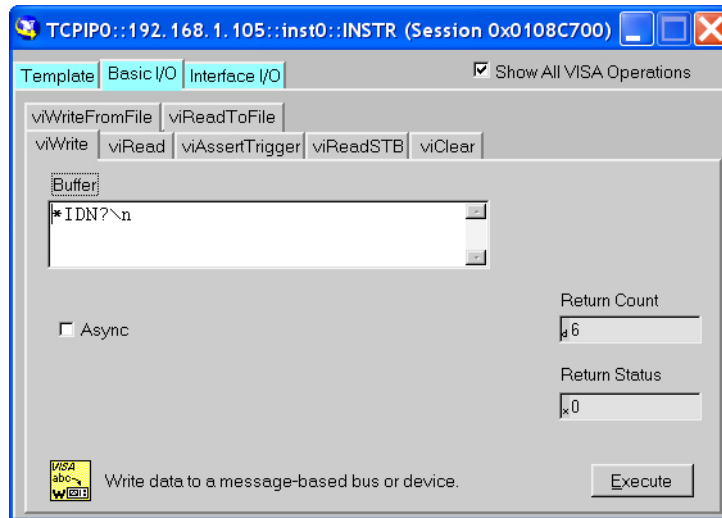 TCPIP0::192.168.1.105::inst0::INSTR (Session 0x0108C700)
Template Basic I/O Interface I/O Show All VISA Operations
viWriteFromFile viReadToFile
viWrite viRead viAssertTrigger viReadSTB viClear
Buffer
*IDN?\n
Return Count
d 6
Async
Return Status
x 0
VISA
abc
W
Write data to a message-based bus or device.
Execute